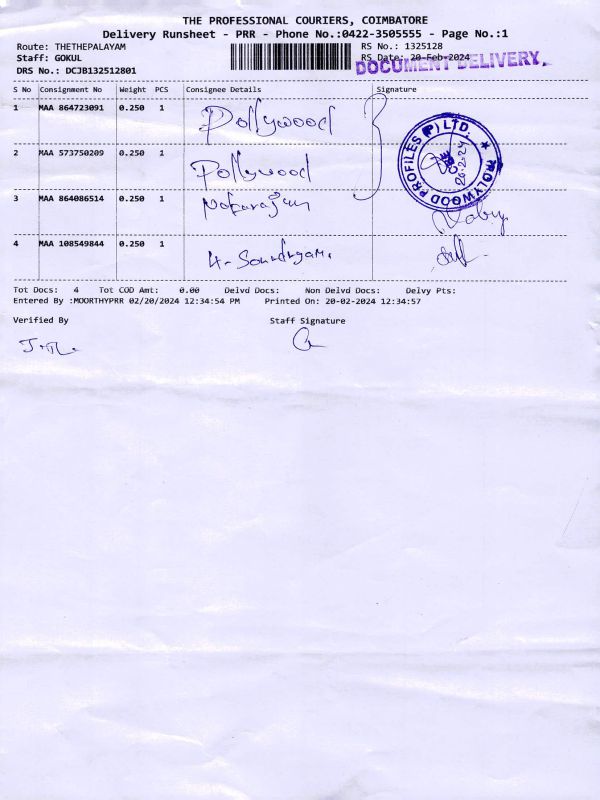 THE PROFESSIONAL COURIERS, COIMBATORE
Delivery Runsheet - PRR - Phone No.:0422-3505555 - Page No.:1
Route: THETHEPALAYAM
RS No.: 1325128
Staff: GOKUL
RS Date: 20-Feb-2024
DOCUMENT DELIVERY.
DRS No.: DCJB132512801
S No Consignment No Weight PCS Consignee Details Signature
1 MAA 864723091 0.250 1 Pollywood
2 MAA 573750209 0.250 1 Pollywood
3 MAA 864086514 0.250 1
4 MAA 108549844 0.250 1
PROLYWOOD PROFILES (P) LTD. ★
Tot Docs: 4 Tot COD Amt: 0.00 Delvd Docs: Non Delvd Docs: Delvy Pts:
Entered By :MOORTHYPRR 02/20/2024 12:34:54 PM Printed On: 20-02-2024 12:34:57
Verified By Staff Signature